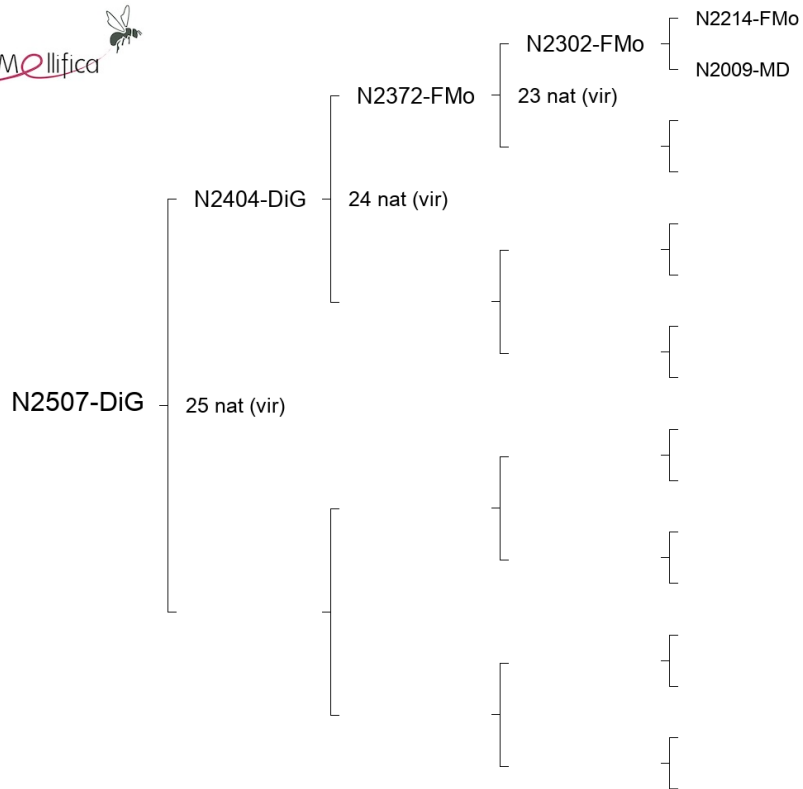 Mellifica
N2214-FMo
N2302-FMo
N2009-MD
N2372-FMo
23 nat (vir)
N2404-DiG
24 nat (vir)
N2507-DiG
25 nat (vir)